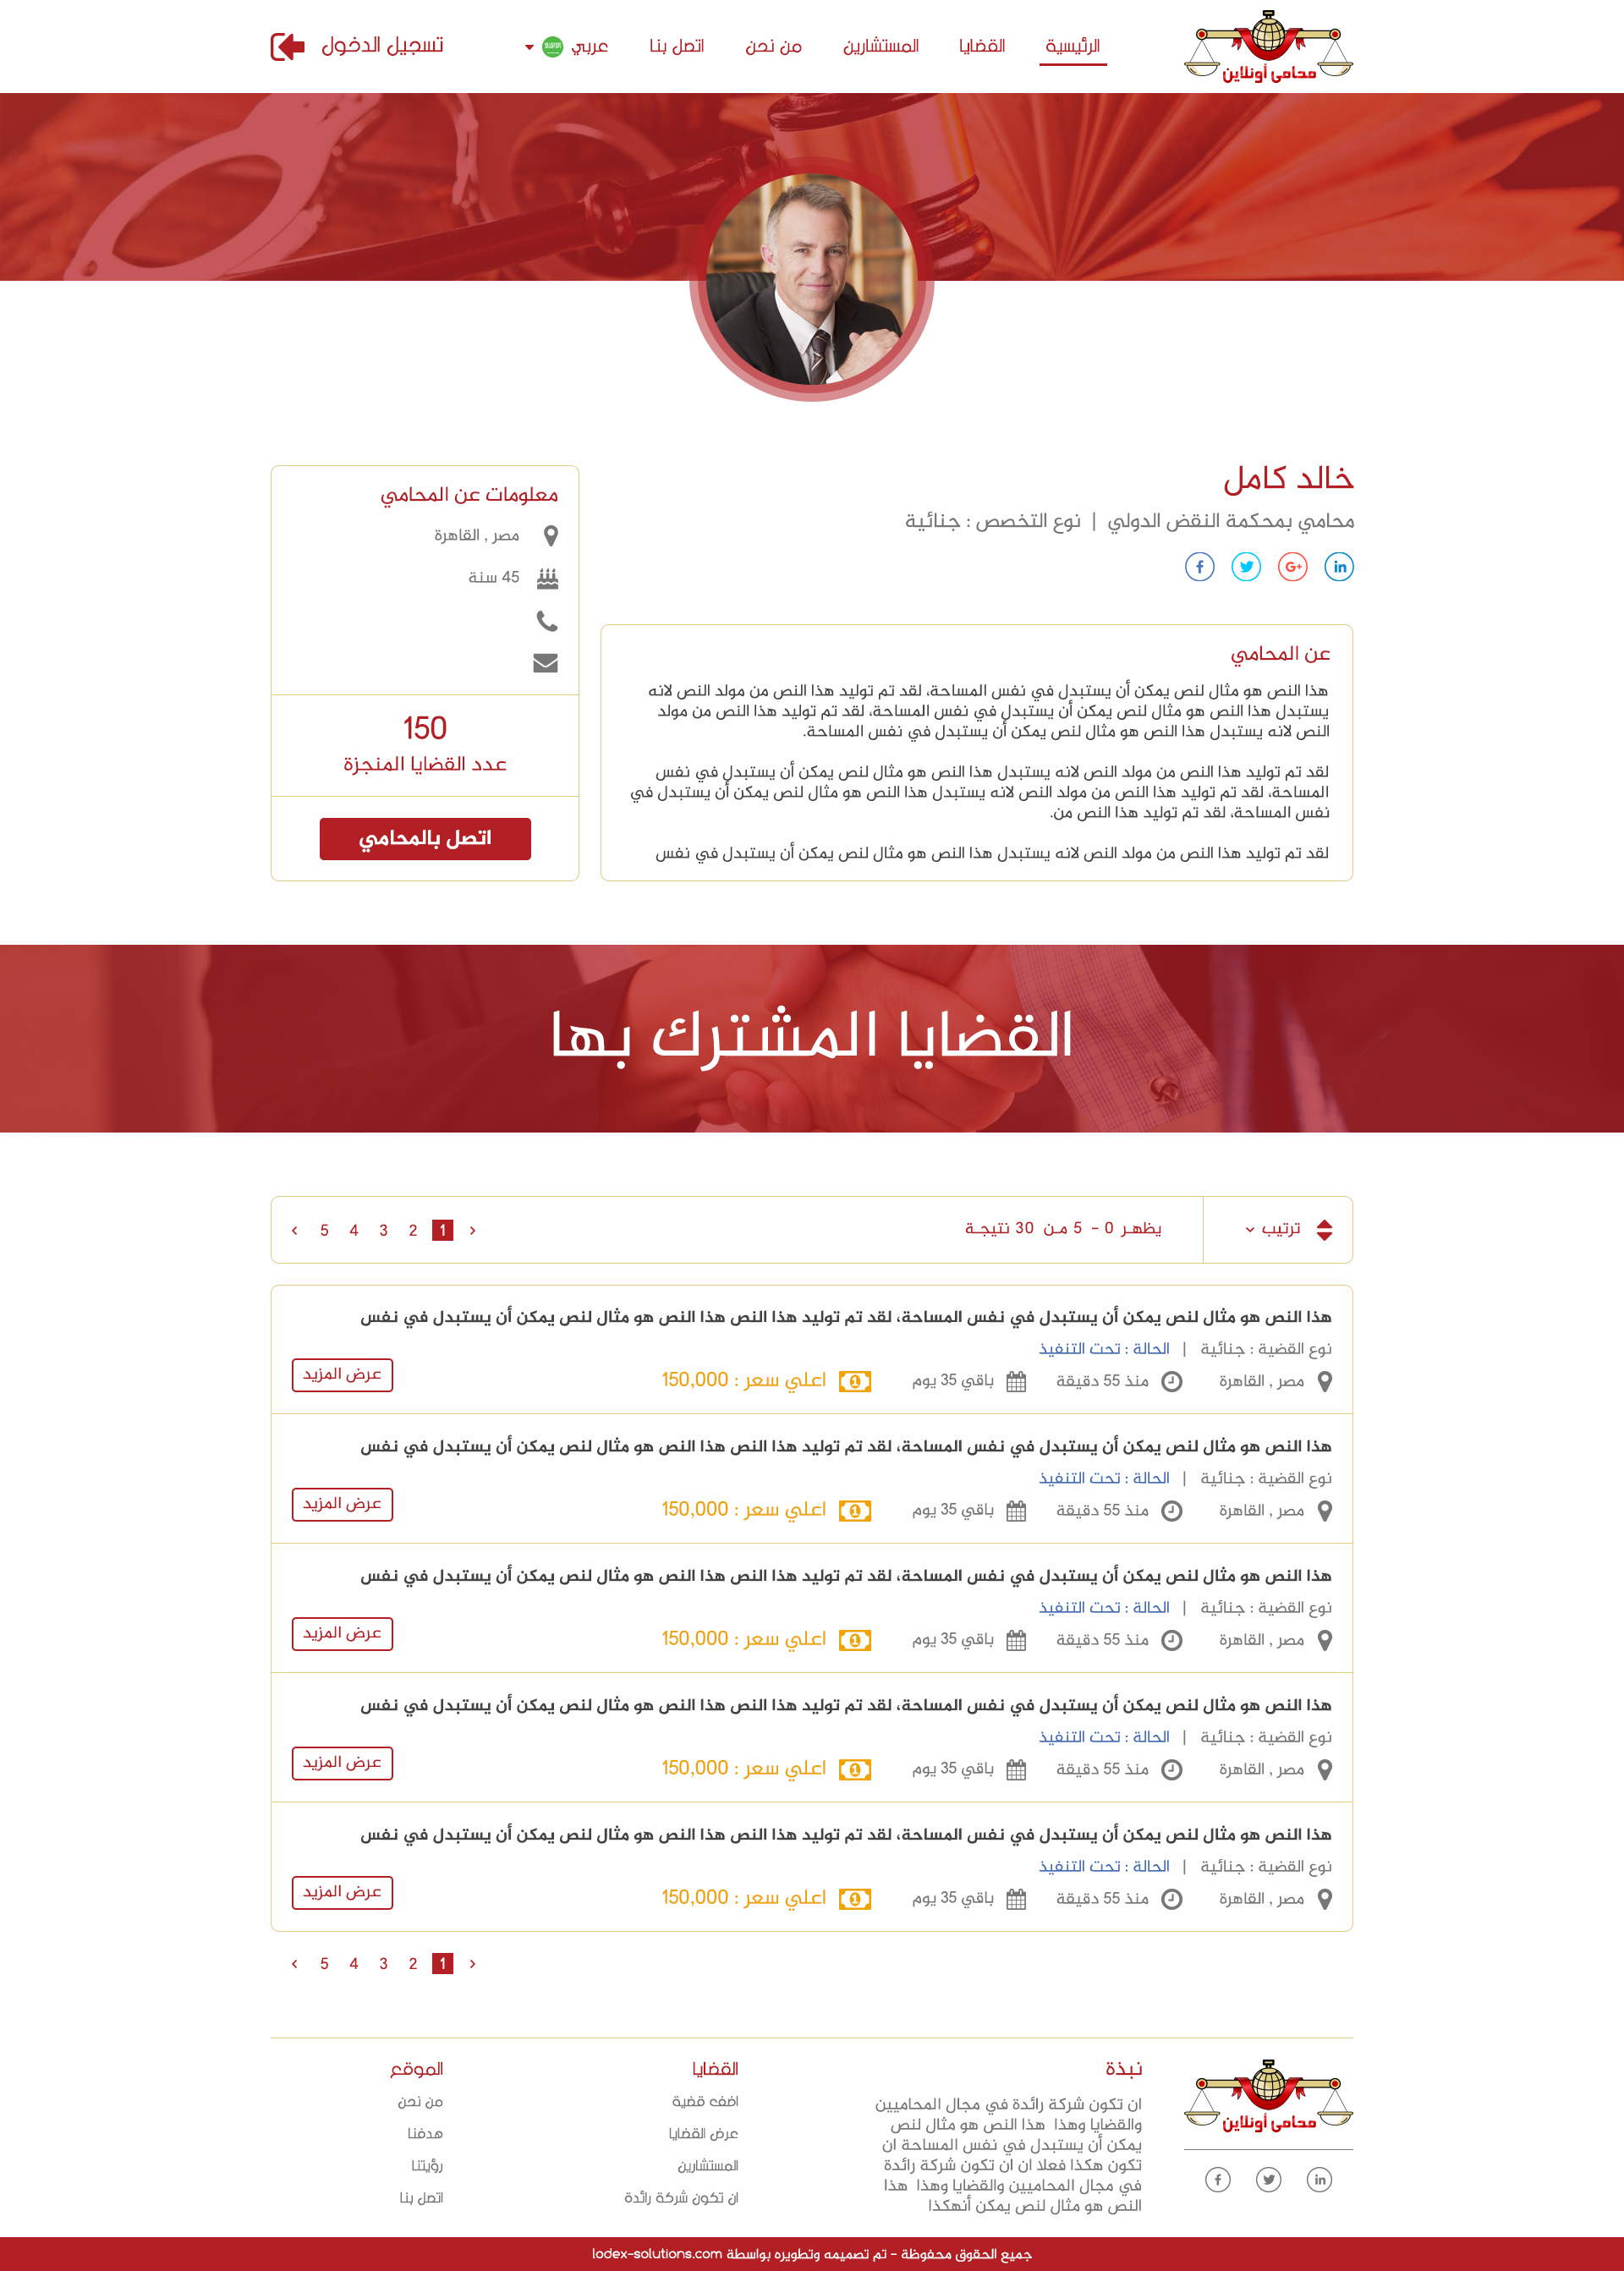 محامى أونلاين
الرئيسية
القضايا
المستشارين
من نحن
اتصل بنا
عربي
تسجيل الدخول
خالد كامل
محامي بمحكمة النقض الدولي | نوع التخصص : جنائية
عن المحامي
هذا النص هو مثال لنص يمكن أن يستبدل في نفس المساحة، لقد تم توليد هذا النص من مولد النص لانه
يستبدل هذا النص هو مثال لنص يمكن أن يستبدل في نفس المساحة، لقد تم توليد هذا النص من مولد
النص لانه يستبدل هذا النص هو مثال لنص يمكن أن يستبدل في نفس المساحة.
لقد تم توليد هذا النص من مولد النص لانه يستبدل هذا النص هو مثال لنص يمكن أن يستبدل في نفس
المساحة، لقد تم توليد هذا النص من مولد النص لانه يستبدل هذا النص هو مثال لنص يمكن أن يستبدل في
نفس المساحة، لقد تم توليد هذا النص من.
لقد تم توليد هذا النص من مولد النص لانه يستبدل هذا النص هو مثال لنص يمكن أن يستبدل في نفس
معلومات عن المحامي
مصر , القاهرة
45 سنة
150
عدد القضايا المنجزة
اتصل بالمحامي
القضايا المشترك بها
ترتيب
يظهر 0 - 5 من 30 نتيجة
1 2 3 4 5
هذا النص هو مثال لنص يمكن أن يستبدل في نفس المساحة، لقد تم توليد هذا النص هذا النص هو مثال لنص يمكن أن يستبدل في نفس
نوع القضية : جنائية | الحالة : تحت التنفيذ
مصر , القاهرة منذ 55 دقيقة باقي 35 يوم اعلي سعر : 150,000
عرض المزيد
هذا النص هو مثال لنص يمكن أن يستبدل في نفس المساحة، لقد تم توليد هذا النص هذا النص هو مثال لنص يمكن أن يستبدل في نفس
نوع القضية : جنائية | الحالة : تحت التنفيذ
مصر , القاهرة منذ 55 دقيقة باقي 35 يوم اعلي سعر : 150,000
عرض المزيد
هذا النص هو مثال لنص يمكن أن يستبدل في نفس المساحة، لقد تم توليد هذا النص هذا النص هو مثال لنص يمكن أن يستبدل في نفس
نوع القضية : جنائية | الحالة : تحت التنفيذ
مصر , القاهرة منذ 55 دقيقة باقي 35 يوم اعلي سعر : 150,000
عرض المزيد
هذا النص هو مثال لنص يمكن أن يستبدل في نفس المساحة، لقد تم توليد هذا النص هذا النص هو مثال لنص يمكن أن يستبدل في نفس
نوع القضية : جنائية | الحالة : تحت التنفيذ
مصر , القاهرة منذ 55 دقيقة باقي 35 يوم اعلي سعر : 150,000
عرض المزيد
هذا النص هو مثال لنص يمكن أن يستبدل في نفس المساحة، لقد تم توليد هذا النص هذا النص هو مثال لنص يمكن أن يستبدل في نفس
نوع القضية : جنائية | الحالة : تحت التنفيذ
مصر , القاهرة منذ 55 دقيقة باقي 35 يوم اعلي سعر : 150,000
عرض المزيد
1 2 3 4 5
محامى أونلاين
نبذة
ان تكون شركة رائدة في مجال المحاميين
والقضايا وهذا هذا النص هو مثال لنص
يمكن أن يستبدل في نفس المساحة ان
تكون هكذا فعلا ان ان تكون شركة رائدة
في مجال المحاميين والقضايا وهذا هذا
النص هو مثال لنص يمكن أنهكذا
القضايا
اضف قضية
عرض القضايا
المستشارين
ان تكون شركة رائدة
الموقع
من نحن
هدفنا
رؤيتنا
اتصل بنا
جميع الحقوق محفوظة - تم تصميمه وتطويره بواسطة lodex-solutions.com